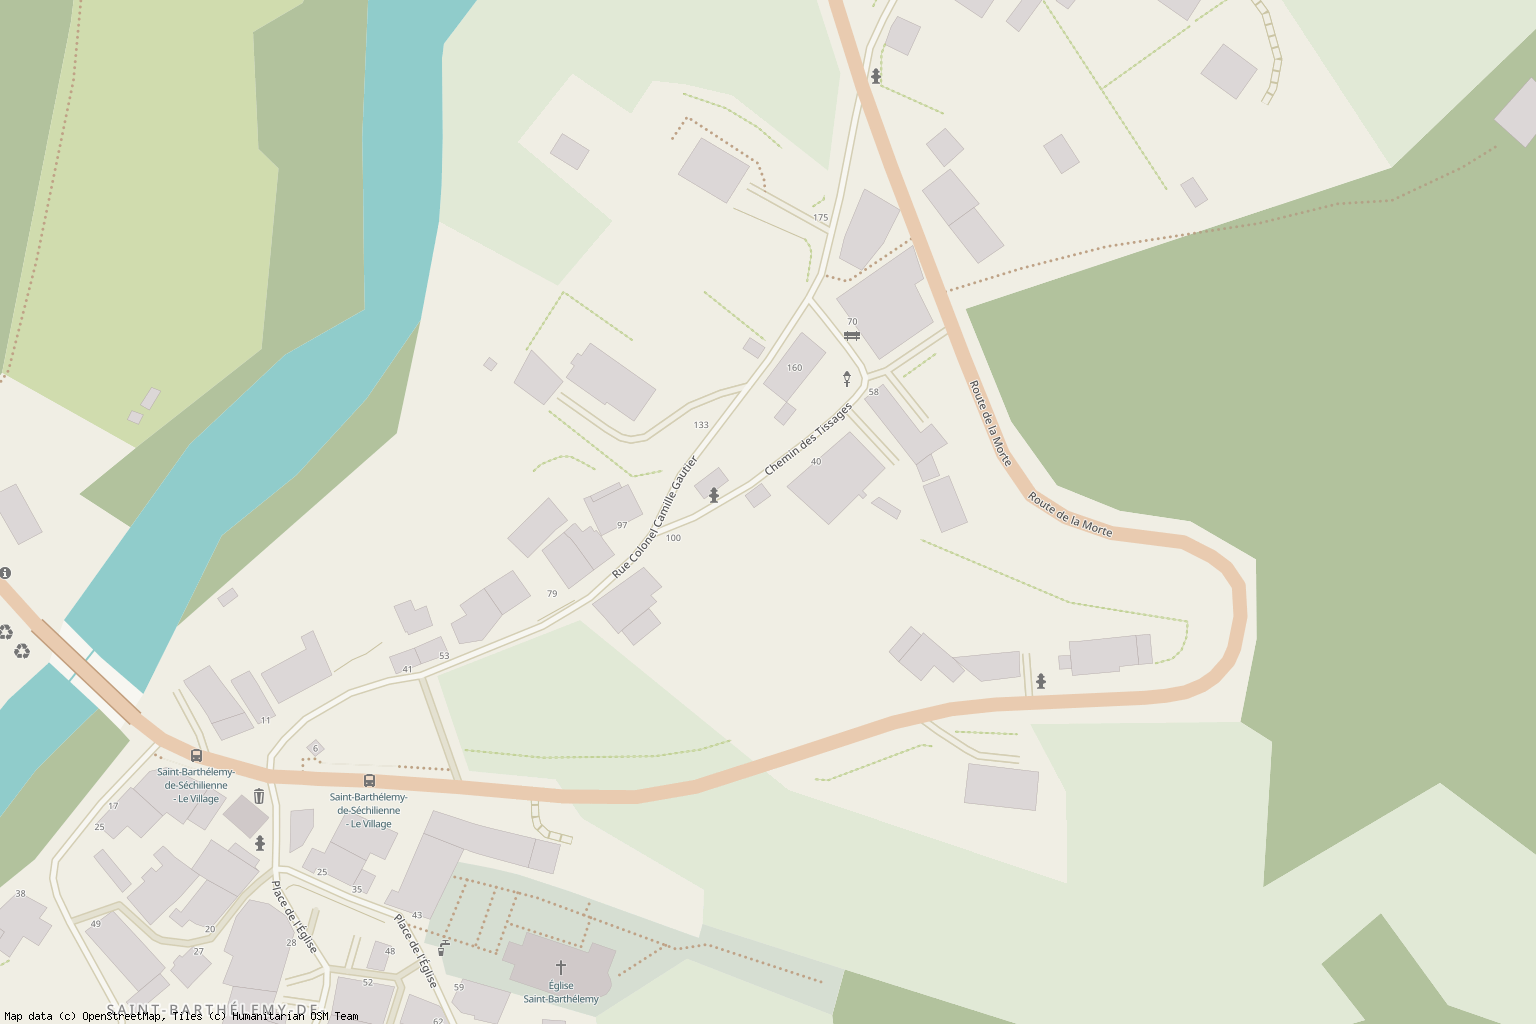 175
70
160
Route de la Morte
58
133
Chemin des Tissages
40
Route de la Morte
97
Rue Colonel Camille Gautier
100
79
53
41
11
6
Saint-Barthélemy-
de-Séchilienne
- Le Village
Saint-Barthélemy-
de-Séchilienne
- Le Village
17
25
25
35
38
43
Place de l'Église
Place de l'Église
49
20
28
27
48
52
59
62
Église
Saint-Barthélemy
SAINT-BARTHÉLEMY-DE-
Map data (c) OpenStreetMap, Tiles (c) Humanitarian OSM Team